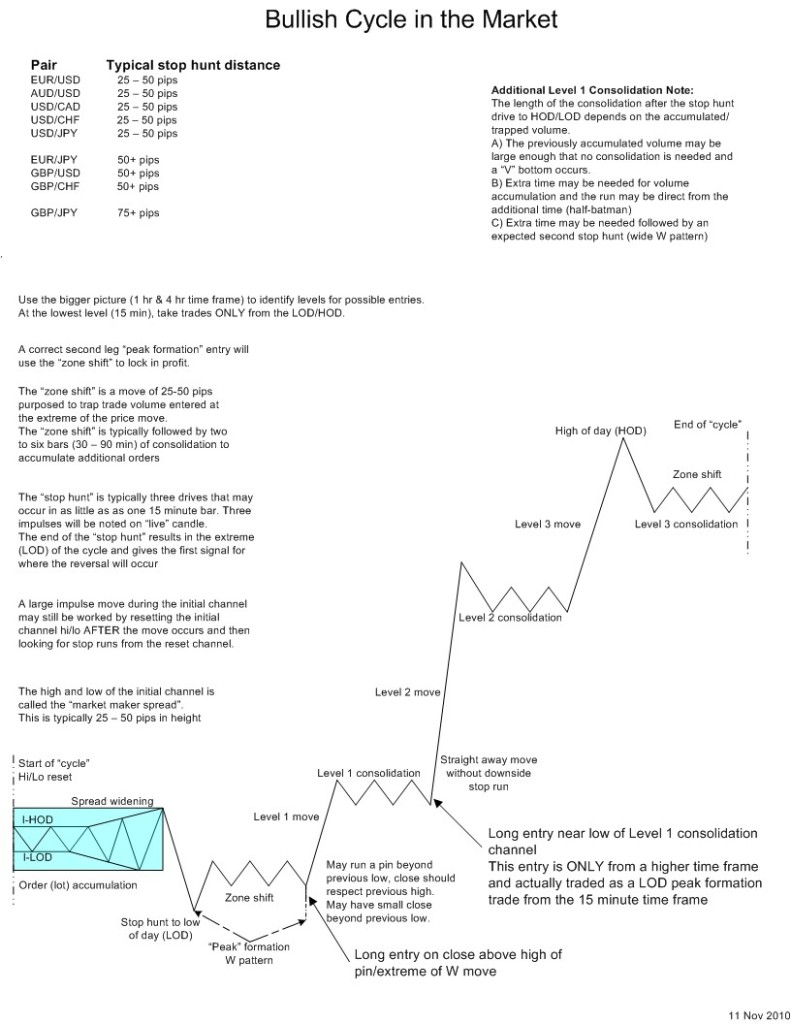 Bullish Cycle in the Market
Pair Typical stop hunt distance
EUR/USD 25 – 50 pips
AUD/USD 25 – 50 pips
USD/CAD 25 – 50 pips
USD/CHF 25 – 50 pips
USD/JPY 25 – 50 pips
EUR/JPY 50+ pips
GBP/USD 50+ pips
GBP/CHF 50+ pips
GBP/JPY 75+ pips
Additional Level 1 Consolidation Note:
The length of the consolidation after the stop hunt
drive to HOD/LOD depends on the accumulated/
trapped volume.
A) The previously accumulated volume may be
large enough that no consolidation is needed and
a "V" bottom occurs.
B) Extra time may be needed for volume
accumulation and the run may be direct from the
additional time (half-batman)
C) Extra time may be needed followed by an
expected second stop hunt (wide W pattern)
Use the bigger picture (1 hr & 4 hr time frame) to identify levels for possible entries.
At the lowest level (15 min), take trades ONLY from the LOD/HOD.
A correct second leg "peak formation" entry will
use the "zone shift" to lock in profit.
The "zone shift" is a move of 25-50 pips
purposed to trap trade volume entered at
the extreme of the price move.
The "zone shift" is typically followed by two
to six bars (30 – 90 min) of consolidation to
accumulate additional orders
The "stop hunt" is typically three drives that may
occur in as little as as one 15 minute bar. Three
impulses will be noted on "live" candle.
The end of the "stop hunt" results in the extreme
(LOD) of the cycle and gives the first signal for
where the reversal will occur
A large impulse move during the initial channel
may still be worked by resetting the initial
channel hi/lo AFTER the move occurs and then
looking for stop runs from the reset channel.
The high and low of the initial channel is
called the "market maker spread".
This is typically 25 – 50 pips in height
High of day (HOD)
End of "cycle"
Zone shift
Level 3 move
Level 3 consolidation
Level 2 consolidation
Level 2 move
Straight away move
without downside
stop run
Level 1 consolidation
Level 1 move
Start of "cycle"
Hi/Lo reset
Spread widening
I-HOD
I-LOD
Order (lot) accumulation
Zone shift
Stop hunt to low
of day (LOD)
"Peak" formation
W pattern
May run a pin beyond
previous low, close should
respect previous high.
May have small close
beyond previous low.
Long entry near low of Level 1 consolidation
channel
This entry is ONLY from a higher time frame
and actually traded as a LOD peak formation
trade from the 15 minute time frame
Long entry on close above high of
pin/extreme of W move
11 Nov 2010